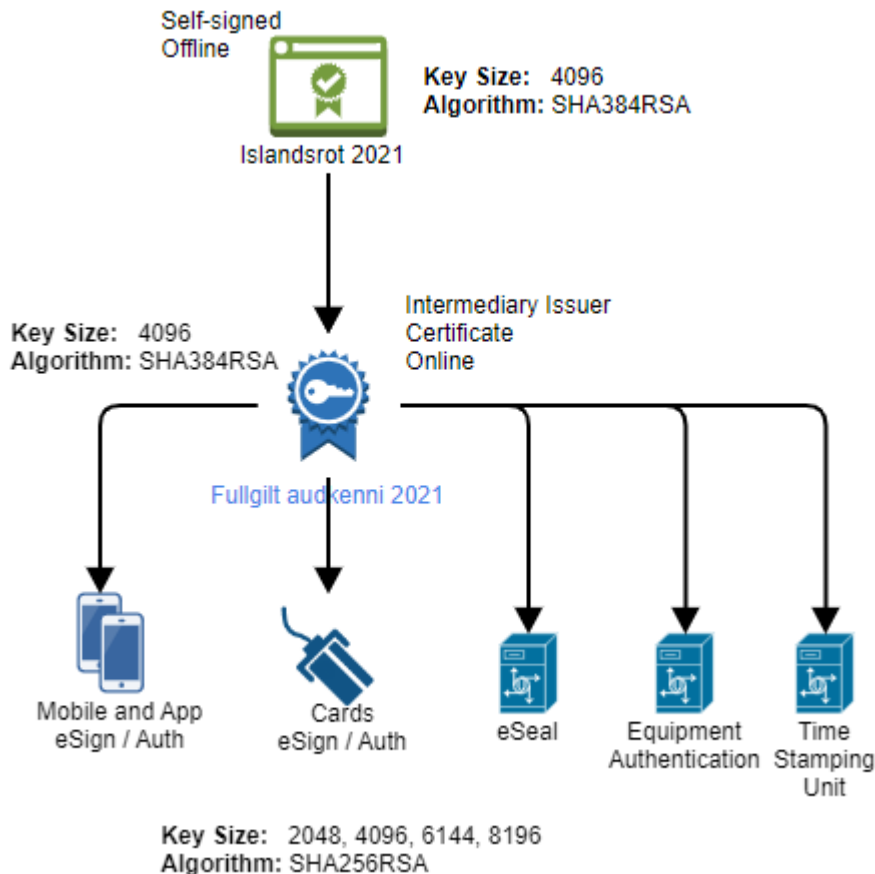 Self-signed
Offline
Key Size: 4096
Algorithm: SHA384RSA
Islandsrot 2021
Intermediary Issuer
Certificate
Online
Key Size: 4096
Algorithm: SHA384RSA
Fullgilt audkenni 2021
Mobile and App
eSign / Auth
Cards
eSign / Auth
eSeal
Equipment
Authentication
Time
Stamping
Unit
Key Size: 2048, 4096, 6144, 8196
Algorithm: SHA256RSA